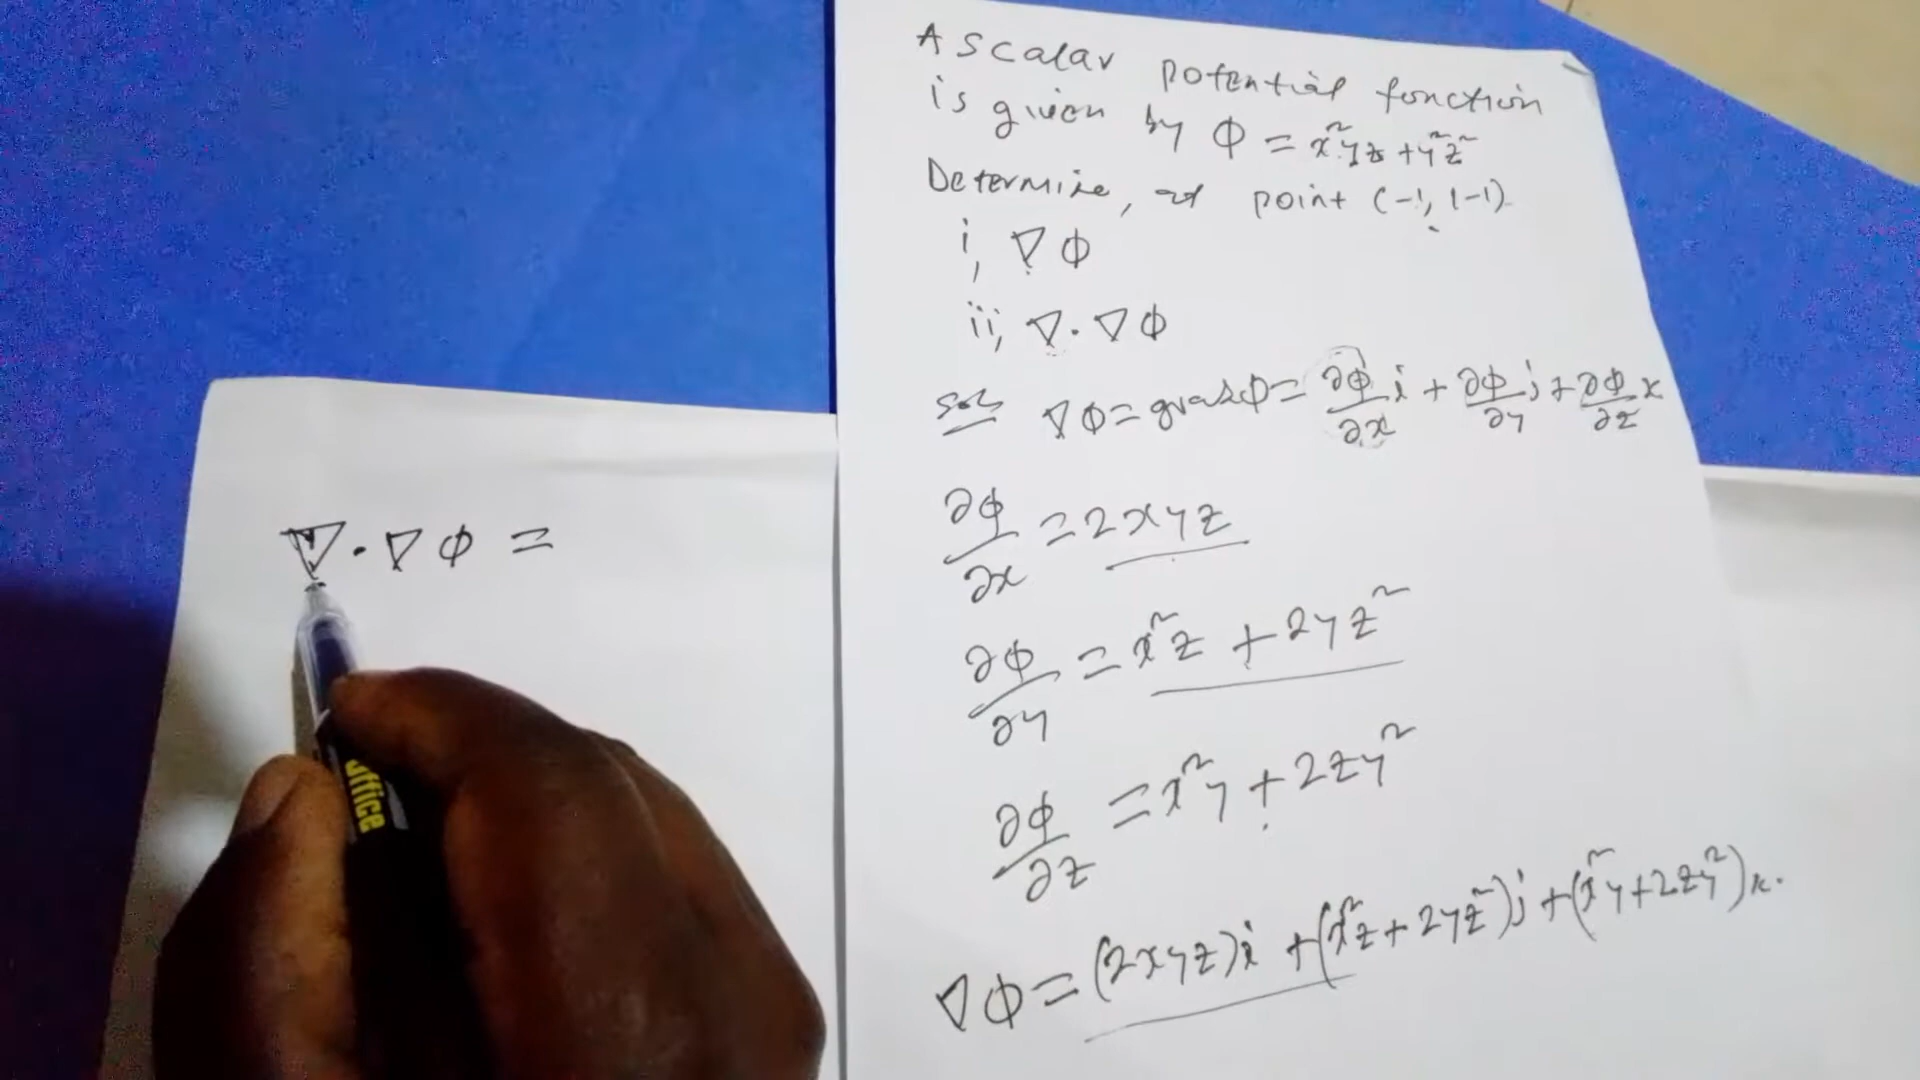 A scalar potential function
is given by Φ = x²yz + y²z²
Determine, at point (-1, 1-1)
i, ∇Φ
ii, ∇.∇Φ
∇Φ = gradΦ = ∂Φ/∂x i + ∂Φ/∂y j + ∂Φ/∂z k
∂Φ/∂x = 2xyz
∂Φ/∂y = x²z + 2yz²
∂Φ/∂z = x²y + 2zy²
∇Φ = (2xyz)i + (x²z + 2yz²)j + (x²y + 2zy²)k.
∇.∇Φ =
office